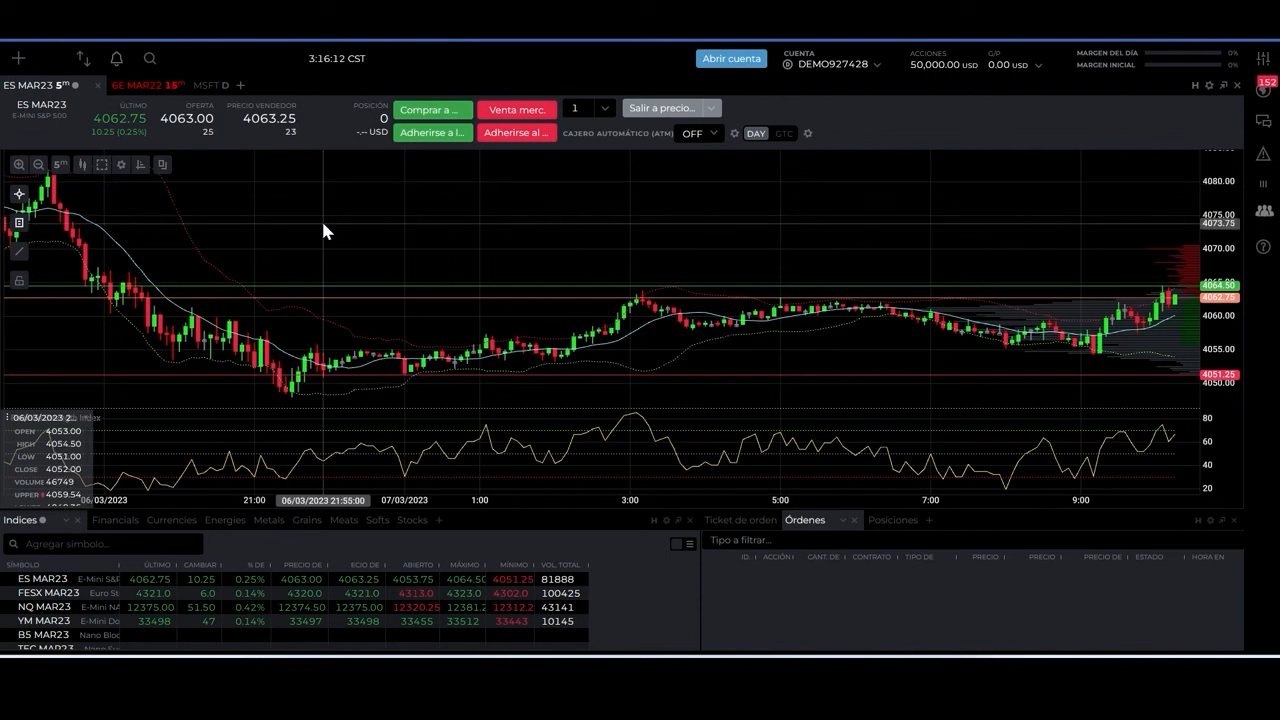 3:16:12 CST
Abrir cuenta
CUENTA
DEMO927428
ACCIONES
50,000.00 USD
G/P
0.00 USD
MARGEN DEL DÍA 0%
MARGEN INICIAL 0%
ES MAR23 5m
6E MAR22 15m
MSFT D
152
ES MAR23
E-MINI S&P 500
ÚLTIMO
4062.75
10.25 (0.25%)
OFERTA
4063.00
25
PRECIO VENDEDOR
4063.25
23
POSICIÓN
0
-.-- USD
Comprar a ...
Venta merc.
1
Salir a precio...
Adherirse a l...
Adherirse al ...
CAJERO AUTOMÁTICO (ATM) OFF
DAY
GTC
5m
4080.00
4075.00
4073.75
4070.00
4064.50
4062.75
4060.00
4055.00
4051.25
4050.00
06/03/2023 2...
OPEN 4053.00
HIGH 4054.50
LOW 4051.00
CLOSE 4052.00
VOLUME 46749
UPPER 4059.54
80
60
40
20
06/03/2023
21:00
06/03/2023 21:55:00
07/03/2023
1:00
3:00
5:00
7:00
9:00
Indices Financials Currencies Energies Metals Grains Meats Softs Stocks
Agregar símbolo...
SÍMBOLO ÚLTIMO CAMBIAR % DE PRECIO DE ECIO DE ABIERTO MÁXIMO MÍNIMO VOL. TOTAL
ES MAR23 E-Mini S&P 4062.75 10.25 0.25% 4063.00 4063.25 4053.75 4064.50 4051.25 81888
FESX MAR23 Euro St 4321.0 6.0 0.14% 4320.0 4321.0 4313.0 4323.0 4302.0 100425
NQ MAR23 E-Mini NA 12375.00 51.50 0.42% 12374.50 12375.00 12320.25 12381.2 12312.2 43141
YM MAR23 E-Mini Do 33498 47 0.14% 33497 33498 33455 33512 33443 10145
B5 MAR23 Nano Bloc
TEC MAR23
Ticket de orden Órdenes Posiciones
Tipo a filtrar...
ID. ACCIÓN CANT. DE CONTRATO TIPO DE PRECIO PRECIO PRECIO DE ESTADO HORA EN